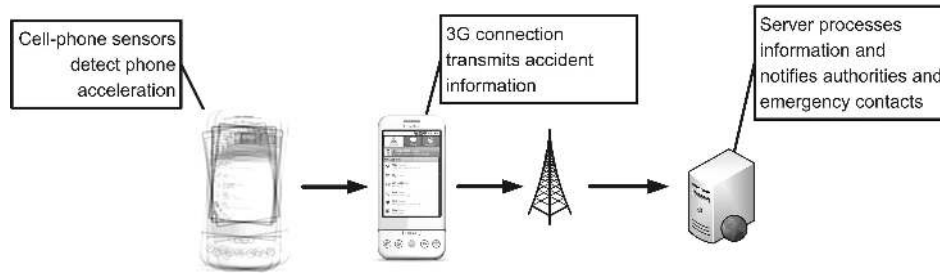 Cell-phone sensors
detect phone
acceleration
3G connection
transmits accident
information
Server processes
information and
notifies authorities and
emergency contacts